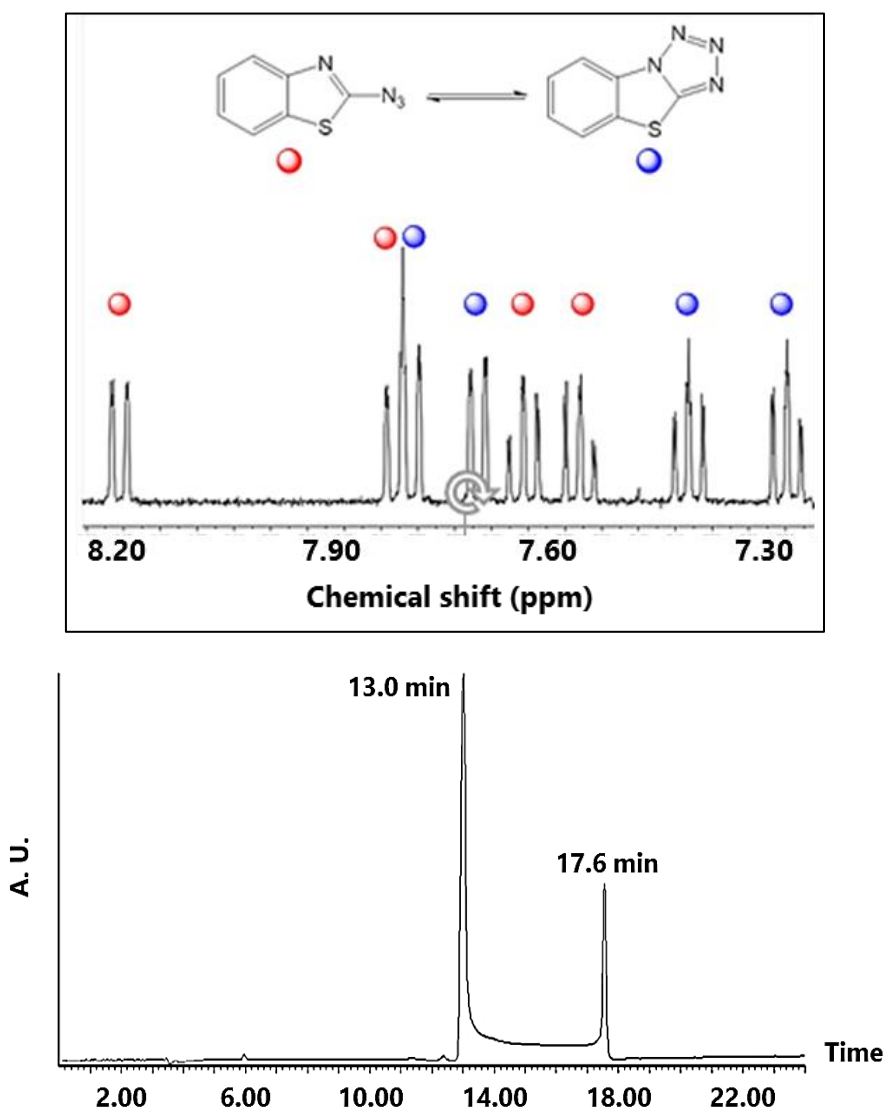 N
N
N
N
N
N₃
N
S
S
8.20 7.90 7.60 7.30
Chemical shift (ppm)
13.0 min
17.6 min
A. U.
Time
2.00 6.00 10.00 14.00 18.00 22.00